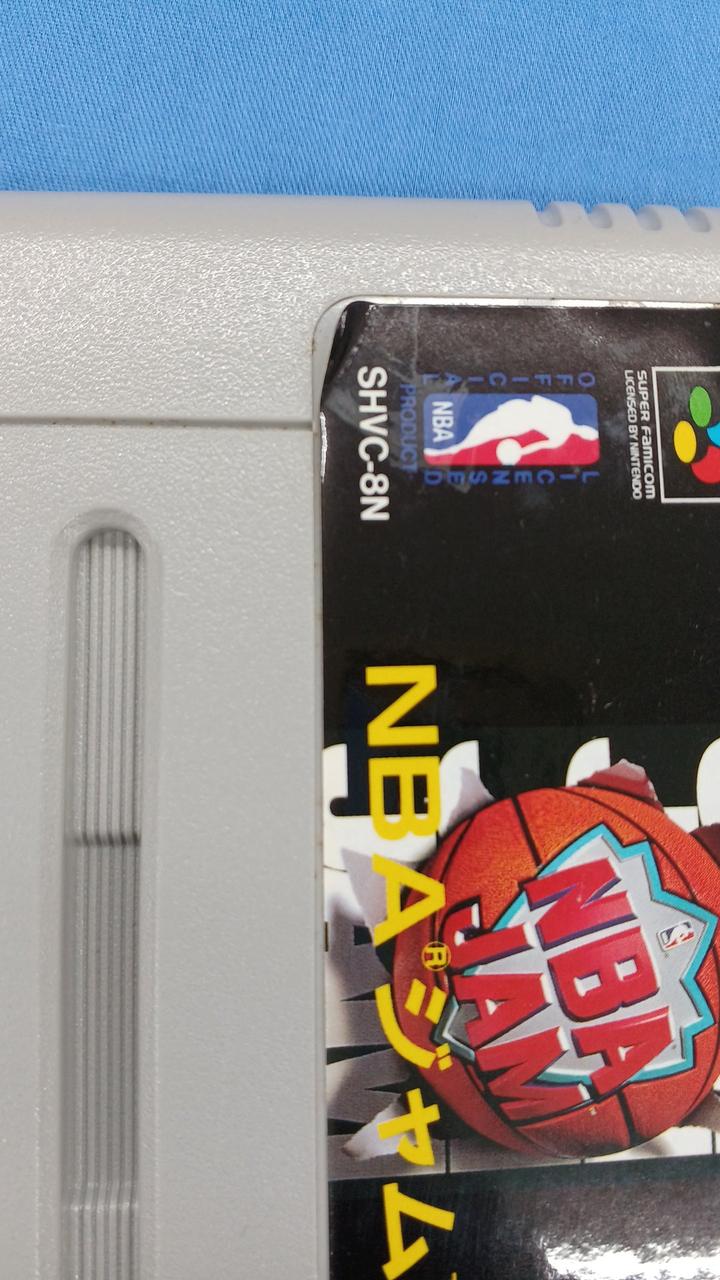 SUPER FAMICOM
LICENSED BY NINTENDO
OFFICIAL
NBA
LICENSED
PRODUCT
SHVC-8N
NBA
JAM
NBA®ジャム